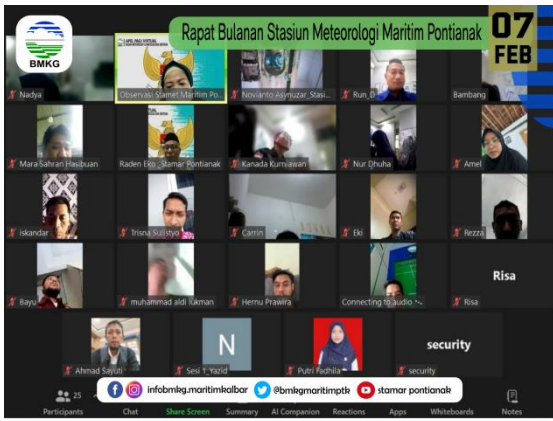 BMKG
Rapat Bulanan Stasiun Meteorologi Maritim Pontianak
07
FEB
Nadya
Observasi Stamet Maritim Po...
Novianto Asynuzar_Stasi...
Run_D
Bambang
Mara Sahran Hasibuan
Raden Eko_Stamar Pontianak
Kanada Kurniawan
Nur Dhuha
Amel
iskandar
Trisna Sulistyo
Carrin
Eki
Rezza
Bayu
muhammad aldi lukman
Hernu Prawira
Connecting to audio
Risa
Risa
Ahmad Sayuti
N
Sesi 1_Yazid
Putri Fadhila
security
security
infobmkg.maritimkalbar
@bmkgmaritimptk
stamar pontianak
25
Participants
Chat
Share Screen
Summary
AI Companion
Reactions
Apps
Whiteboards
Notes